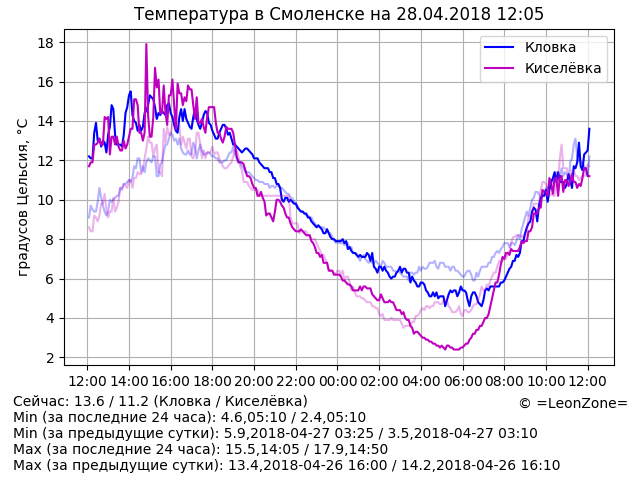 Температура в Смоленске на 28.04.2018 12:05
Кловка
Киселёвка
градусов Цельсия, °C
18
16
14
12
10
8
6
4
2
12:00 14:00 16:00 18:00 20:00 22:00 00:00 02:00 04:00 06:00 08:00 10:00 12:00
Сейчас: 13.6 / 11.2 (Кловка / Киселёвка)
© =LeonZone=
Min (за последние 24 часа): 4.6,05:10 / 2.4,05:10
Min (за предыдущие сутки): 5.9,2018-04-27 03:25 / 3.5,2018-04-27 03:10
Max (за последние 24 часа): 15.5,14:05 / 17.9,14:50
Max (за предыдущие сутки): 13.4,2018-04-26 16:00 / 14.2,2018-04-26 16:10